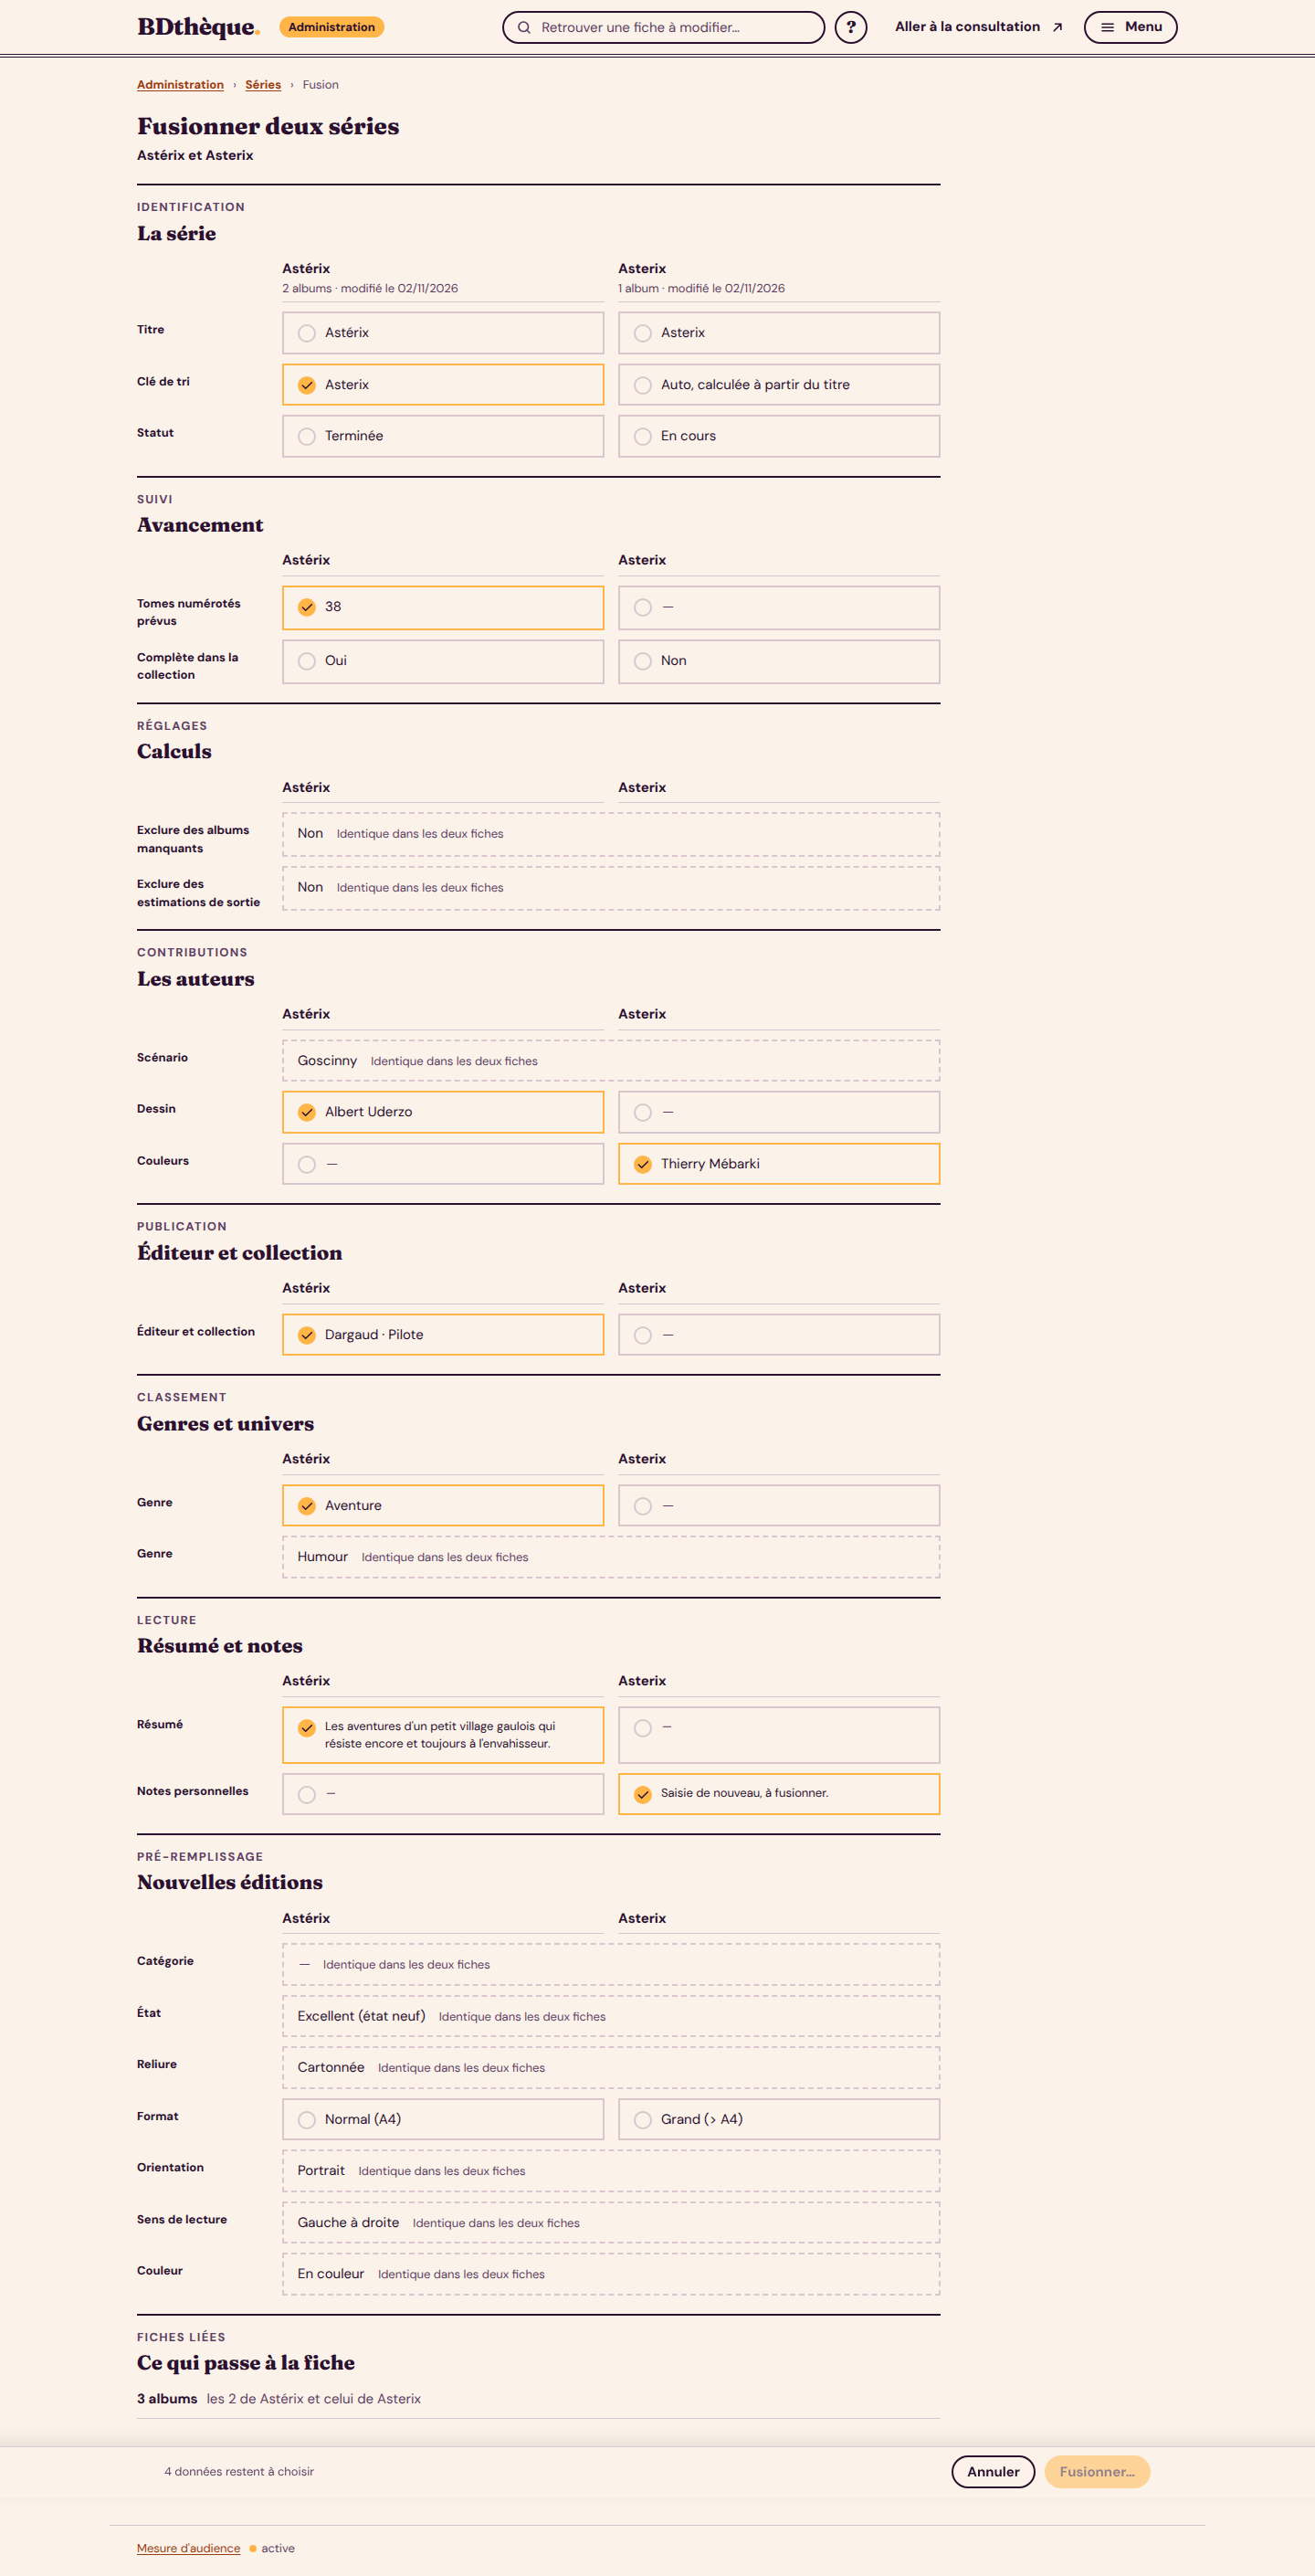 BDthèque.
Administration
Retrouver une fiche à modifier…
?
Aller à la consultation
Menu
Administration › Séries › Fusion
Fusionner deux séries
Astérix et Asterix
IDENTIFICATION
La série
Astérix
2 albums · modifié le 02/11/2026
Asterix
1 album · modifié le 02/11/2026
Titre
Astérix
Asterix
Clé de tri
Asterix
Auto, calculée à partir du titre
Statut
Terminée
En cours
SUIVI
Avancement
Astérix
Asterix
Tomes numérotés
prévus
38
—
Complète dans la
collection
Oui
Non
RÉGLAGES
Calculs
Astérix
Asterix
Exclure des albums
manquants
Non Identique dans les deux fiches
Exclure des
estimations de sortie
Non Identique dans les deux fiches
CONTRIBUTIONS
Les auteurs
Astérix
Asterix
Scénario
Goscinny Identique dans les deux fiches
Dessin
Albert Uderzo
—
Couleurs
—
Thierry Mébarki
PUBLICATION
Éditeur et collection
Astérix
Asterix
Éditeur et collection
Dargaud · Pilote
—
CLASSEMENT
Genres et univers
Astérix
Asterix
Genre
Aventure
—
Genre
Humour Identique dans les deux fiches
LECTURE
Résumé et notes
Astérix
Asterix
Résumé
Les aventures d'un petit village gaulois qui
résiste encore et toujours à l'envahisseur.
—
Notes personnelles
—
Saisie de nouveau, à fusionner.
PRÉ-REMPLISSAGE
Nouvelles éditions
Astérix
Asterix
Catégorie
— Identique dans les deux fiches
État
Excellent (état neuf) Identique dans les deux fiches
Reliure
Cartonnée Identique dans les deux fiches
Format
Normal (A4)
Grand (> A4)
Orientation
Portrait Identique dans les deux fiches
Sens de lecture
Gauche à droite Identique dans les deux fiches
Couleur
En couleur Identique dans les deux fiches
FICHES LIÉES
Ce qui passe à la fiche
3 albums les 2 de Astérix et celui de Asterix
4 données restent à choisir
Annuler
Fusionner…
Mesure d'audience active